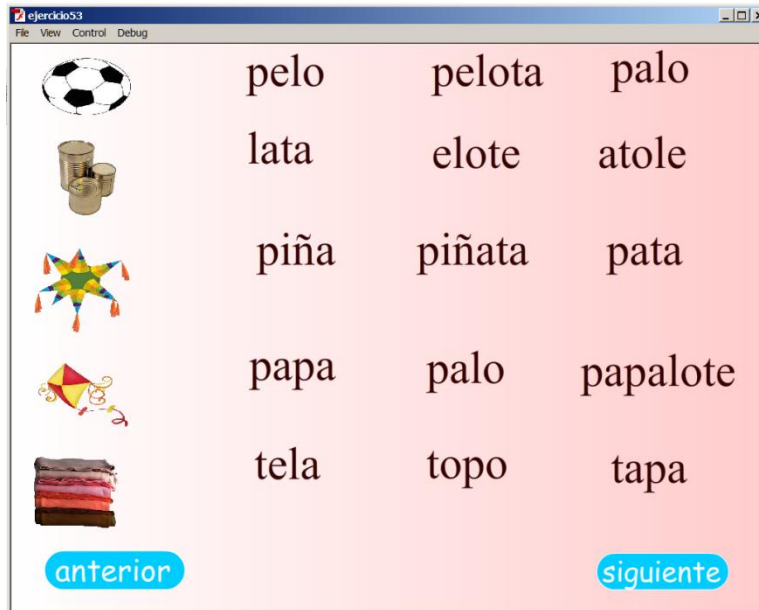 ejercicio53
File View Control Debug
pelo pelota palo
lata elote atole
piña piñata pata
papa palo papalote
tela topo tapa
anterior siguiente